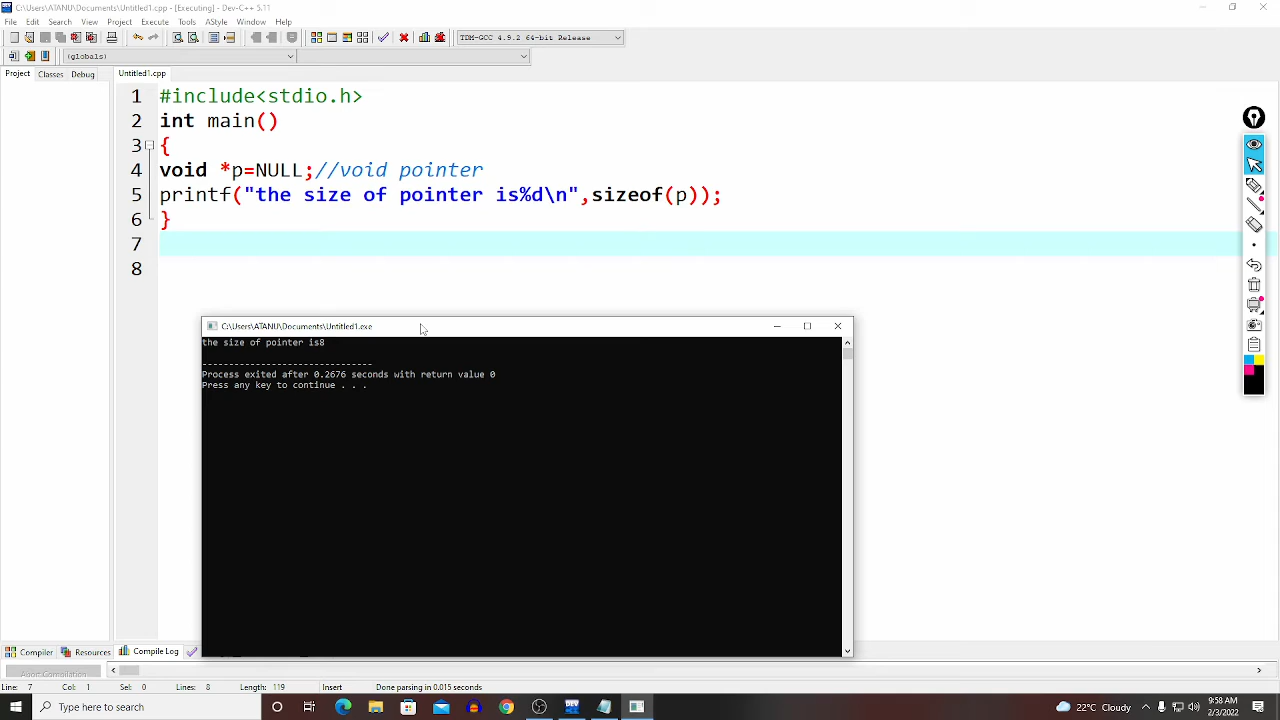 C:\Users\ATANU\Documents\Untitled1.cpp - [Executing] - Dev-C++ 5.11
File Edit Search View Project Execute Tools AStyle Window Help
TDM-GCC 4.9.2 64-bit Release
(globals)
Project Classes Debug Untitled1.cpp
1 #include<stdio.h>
2 int main()
3 {
4 void *p=NULL;//void pointer
5 printf("the size of pointer is%d\n",sizeof(p));
6 }
7
8
C:\Users\ATANU\Documents\Untitled1.exe
the size of pointer is8
--------------------------------
Process exited after 0.2676 seconds with return value 0
Press any key to continue . . .
Compiler Resources Compile Log
Abort Compilation
Lines: 7 Col: 1 Sel: 0 Lines: 8 Length: 119 Insert Done parsing in 0.015 seconds
Type here to search DEV 22°C Cloudy 9:58 AM
2/3/2022